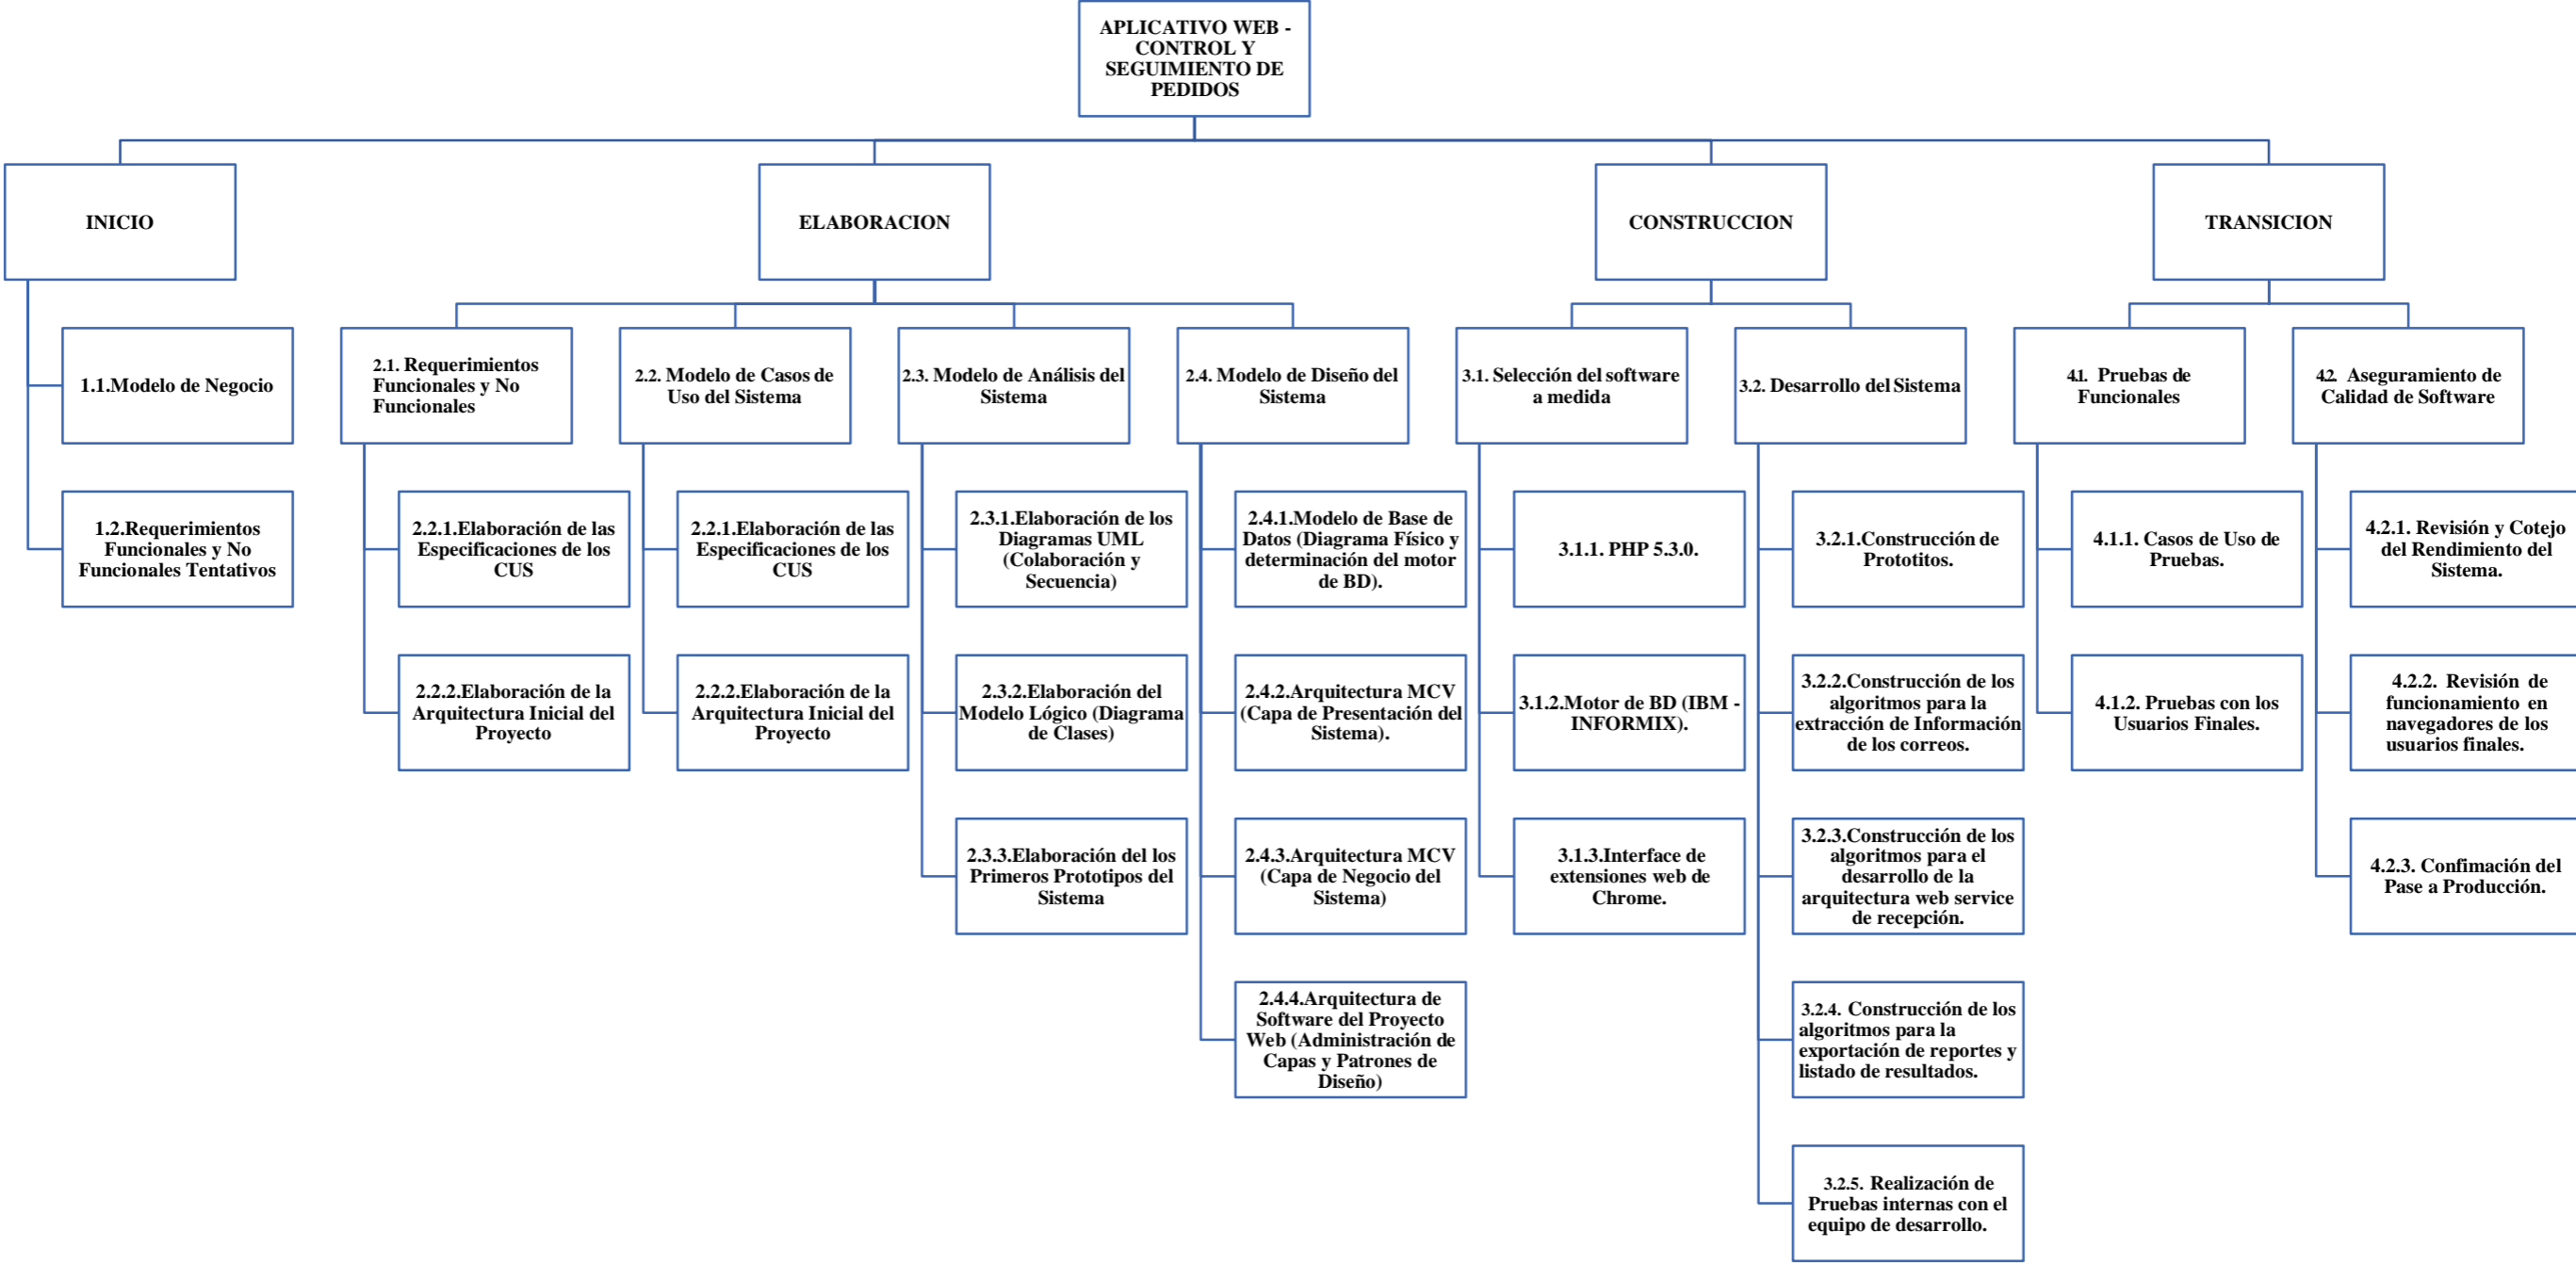 APLICATIVO WEB -
CONTROL Y
SEGUIMIENTO DE
PEDIDOS
INICIO
ELABORACION
CONSTRUCCION
TRANSICION
1.1.Modelo de Negocio
2.1. Requerimientos
Funcionales y No
Funcionales
2.2. Modelo de Casos de
Uso del Sistema
2.3. Modelo de Análisis del
Sistema
2.4. Modelo de Diseño del
Sistema
3.1. Selección del software
a medida
3.2. Desarrollo del Sistema
4.1. Pruebas de
Funcionales
4.2. Aseguramiento de
Calidad de Software
1.2.Requerimientos
Funcionales y No
Funcionales Tentativos
2.2.1.Elaboración de las
Especificaciones de los
CUS
2.2.1.Elaboración de las
Especificaciones de los
CUS
2.3.1.Elaboración de los
Diagramas UML
(Colaboración y
Secuencia)
2.4.1.Modelo de Base de
Datos (Diagrama Físico y
determinación del motor
de BD).
3.1.1. PHP 5.3.0.
3.2.1.Construcción de
Prototitos.
4.1.1. Casos de Uso de
Pruebas.
4.2.1. Revisión y Cotejo
del Rendimiento del
Sistema.
2.2.2.Elaboración de la
Arquitectura Inicial del
Proyecto
2.2.2.Elaboración de la
Arquitectura Inicial del
Proyecto
2.3.2.Elaboración del
Modelo Lógico (Diagrama
de Clases)
2.4.2.Arquitectura MCV
(Capa de Presentación del
Sistema).
3.1.2.Motor de BD (IBM -
INFORMIX).
3.2.2.Construcción de los
algoritmos para la
extracción de Información
de los correos.
4.1.2. Pruebas con los
Usuarios Finales.
4.2.2. Revisión de
funcionamiento en
navegadores de los
usuarios finales.
2.3.3.Elaboración del los
Primeros Prototipos del
Sistema
2.4.3.Arquitectura MCV
(Capa de Negocio del
Sistema)
3.1.3.Interface de
extensiones web de
Chrome.
3.2.3.Construcción de los
algoritmos para el
desarrollo de la
arquitectura web service
de recepción.
4.2.3. Confimación del
Pase a Producción.
2.4.4.Arquitectura de
Software del Proyecto
Web (Administración de
Capas y Patrones de
Diseño)
3.2.4. Construcción de los
algoritmos para la
exportación de reportes y
listado de resultados.
3.2.5. Realización de
Pruebas internas con el
equipo de desarrollo.